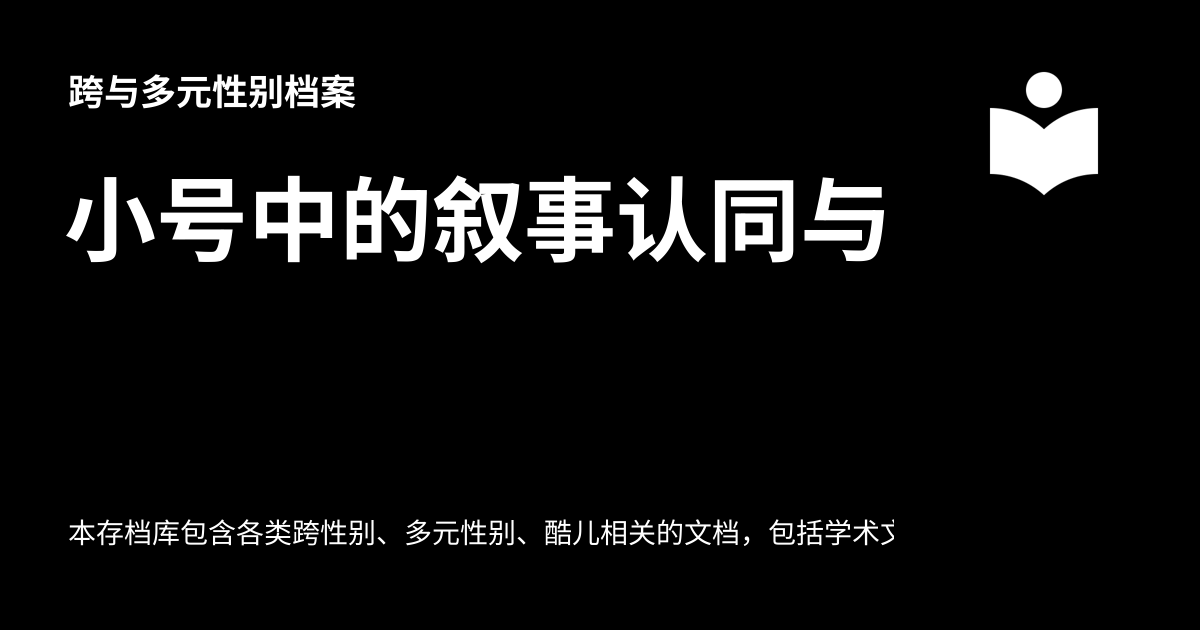 跨与多元性别档案
小号中的叙事认同与
本存档库包含各类跨性别、多元性别、酷儿相关的文档，包括学术